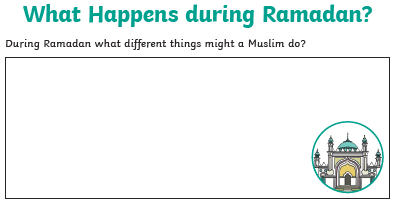 What Happens during Ramadan?
During Ramadan what different things might a Muslim do?